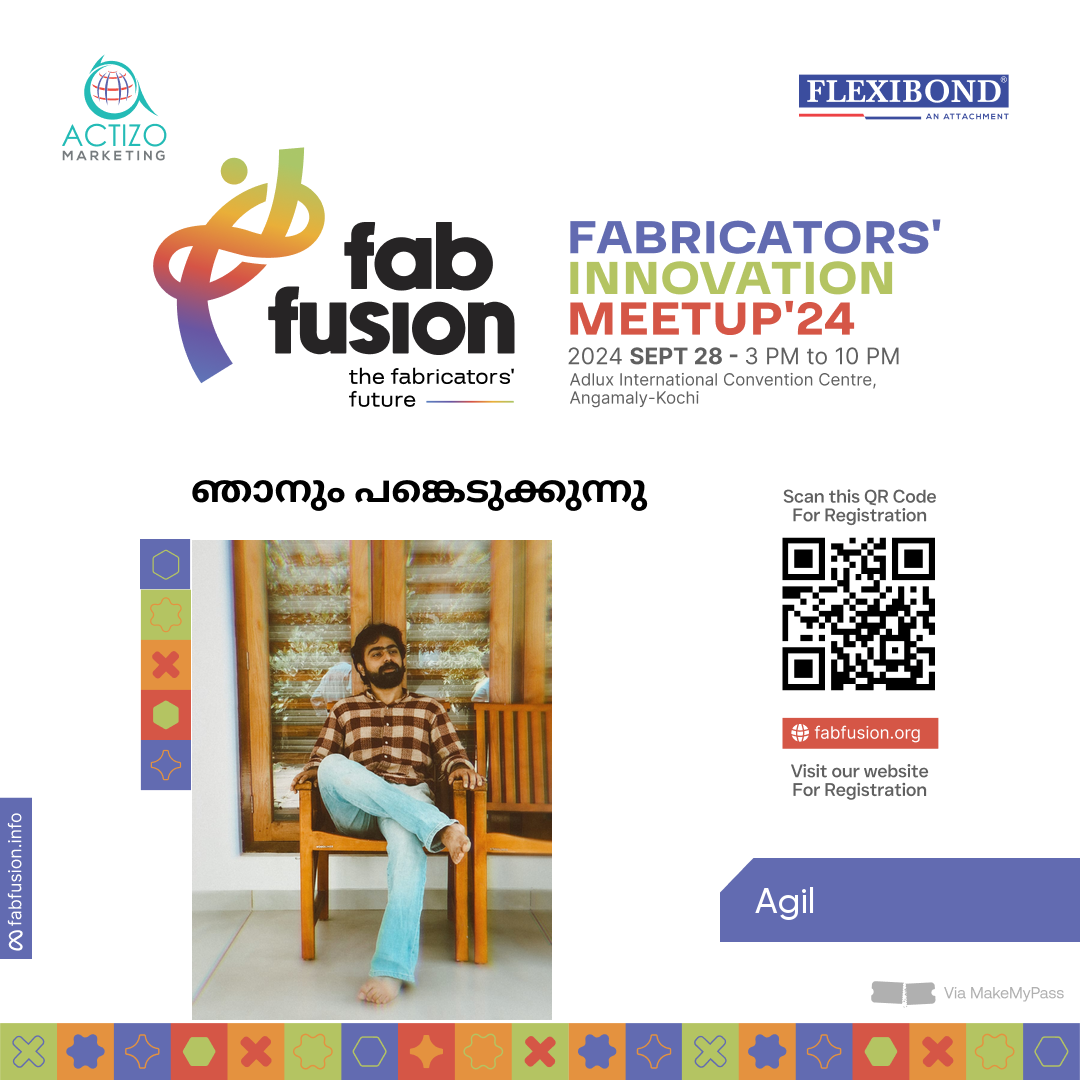 ACTIZO
MARKETING
FLEXIBOND®
AN ATTACHMENT
fab
fusion
the fabricators'
future
FABRICATORS'
INNOVATION
MEETUP'24
2024 SEPT 28 - 3 PM to 10 PM
Adlux International Convention Centre,
Angamaly-Kochi
ഞാനും പങ്കെടുക്കുന്നു
Scan this QR Code
For Registration
fabfusion.org
Visit our website
For Registration
fabfusion.info
Agil
Via MakeMyPass